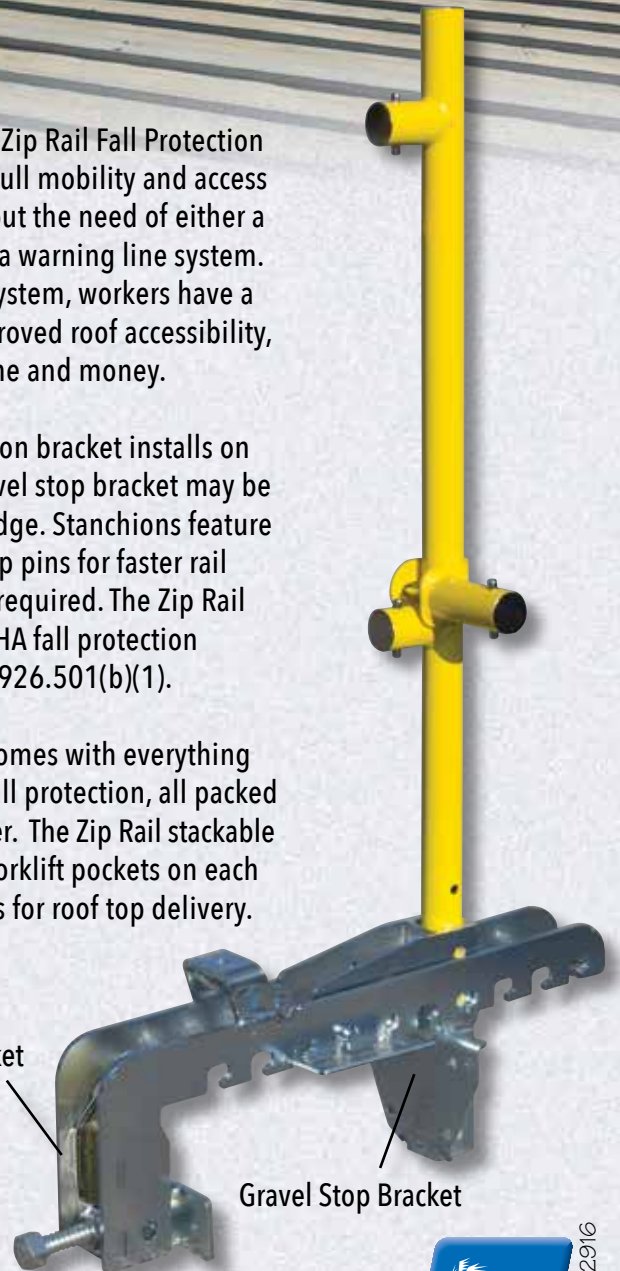 Zip Rail Fall Protection
ull mobility and access
out the need of either a
a warning line system.
ystem, workers have a
roved roof accessibility,
ne and money.
on bracket installs on
vel stop bracket may be
dge. Stanchions feature
p pins for faster rail
required. The Zip Rail
HA fall protection
926.501(b)(1).
omes with everything
ll protection, all packed
er. The Zip Rail stackable
orklift pockets on each
s for roof top delivery.
ket
Gravel Stop Bracket
2916